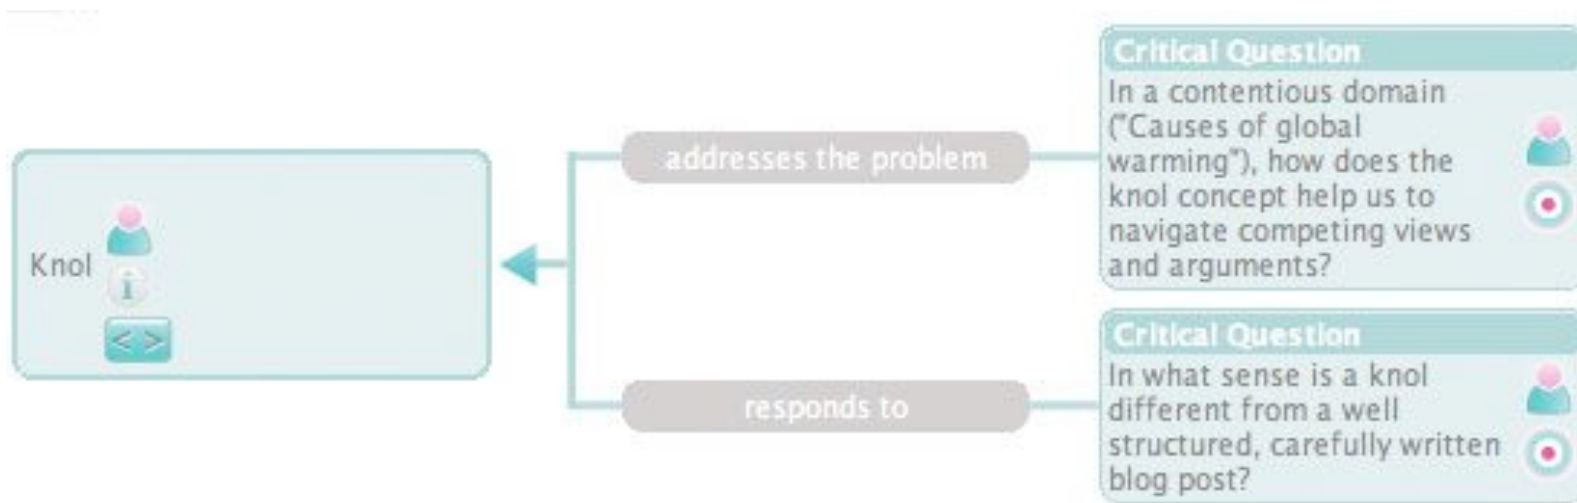 Critical Question
In a contentious domain
("Causes of global
warming"), how does the
knol concept help us to
navigate competing views
and arguments?
addresses the problem
Knol
i
< >
responds to
Critical Question
In what sense is a knol
different from a well
structured, carefully written
blog post?